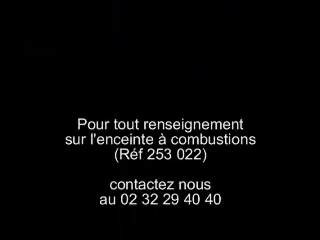 Pour tout renseignement
sur l'enceinte à combustions
(Réf 253 022)
contactez nous
au 02 32 29 40 40